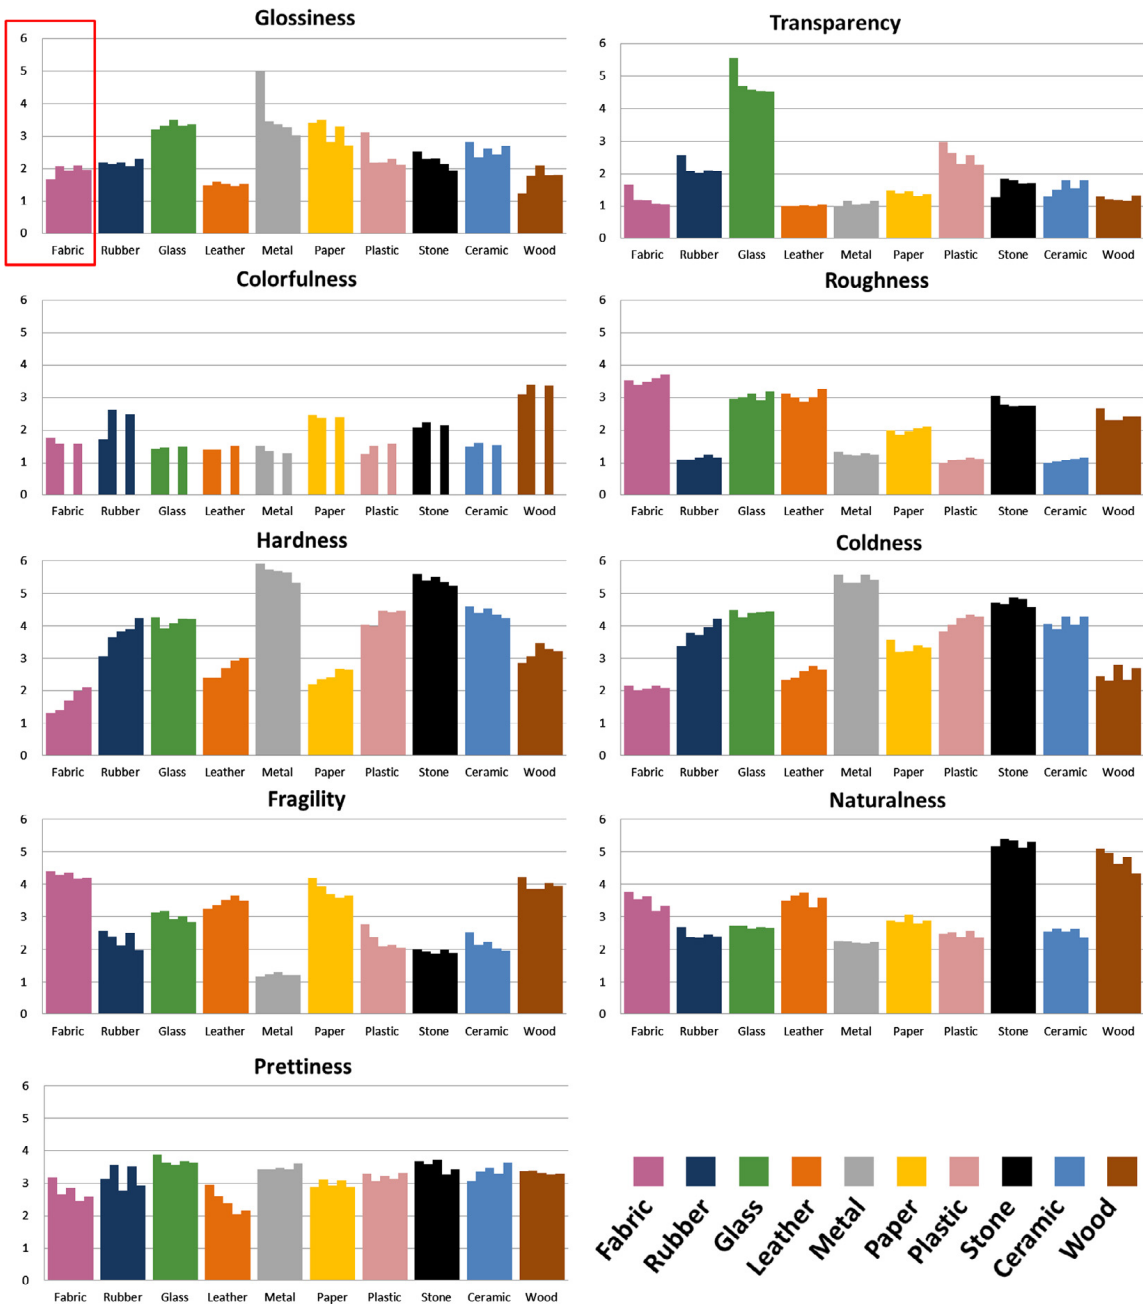 Glossiness
6
5
4
3
2
1
0
Fabric Rubber Glass Leather Metal Paper Plastic Stone Ceramic Wood
Transparency
6
5
4
3
2
1
0
Fabric Rubber Glass Leather Metal Paper Plastic Stone Ceramic Wood
Colorfulness
6
5
4
3
2
1
0
Fabric Rubber Glass Leather Metal Paper Plastic Stone Ceramic Wood
Roughness
6
5
4
3
2
1
0
Fabric Rubber Glass Leather Metal Paper Plastic Stone Ceramic Wood
Hardness
6
5
4
3
2
1
0
Fabric Rubber Glass Leather Metal Paper Plastic Stone Ceramic Wood
Coldness
6
5
4
3
2
1
0
Fabric Rubber Glass Leather Metal Paper Plastic Stone Ceramic Wood
Fragility
6
5
4
3
2
1
0
Fabric Rubber Glass Leather Metal Paper Plastic Stone Ceramic Wood
Naturalness
6
5
4
3
2
1
0
Fabric Rubber Glass Leather Metal Paper Plastic Stone Ceramic Wood
Prettiness
6
5
4
3
2
1
0
Fabric Rubber Glass Leather Metal Paper Plastic Stone Ceramic Wood
Fabric
Rubber
Glass
Leather
Metal
Paper
Plastic
Stone
Ceramic
Wood